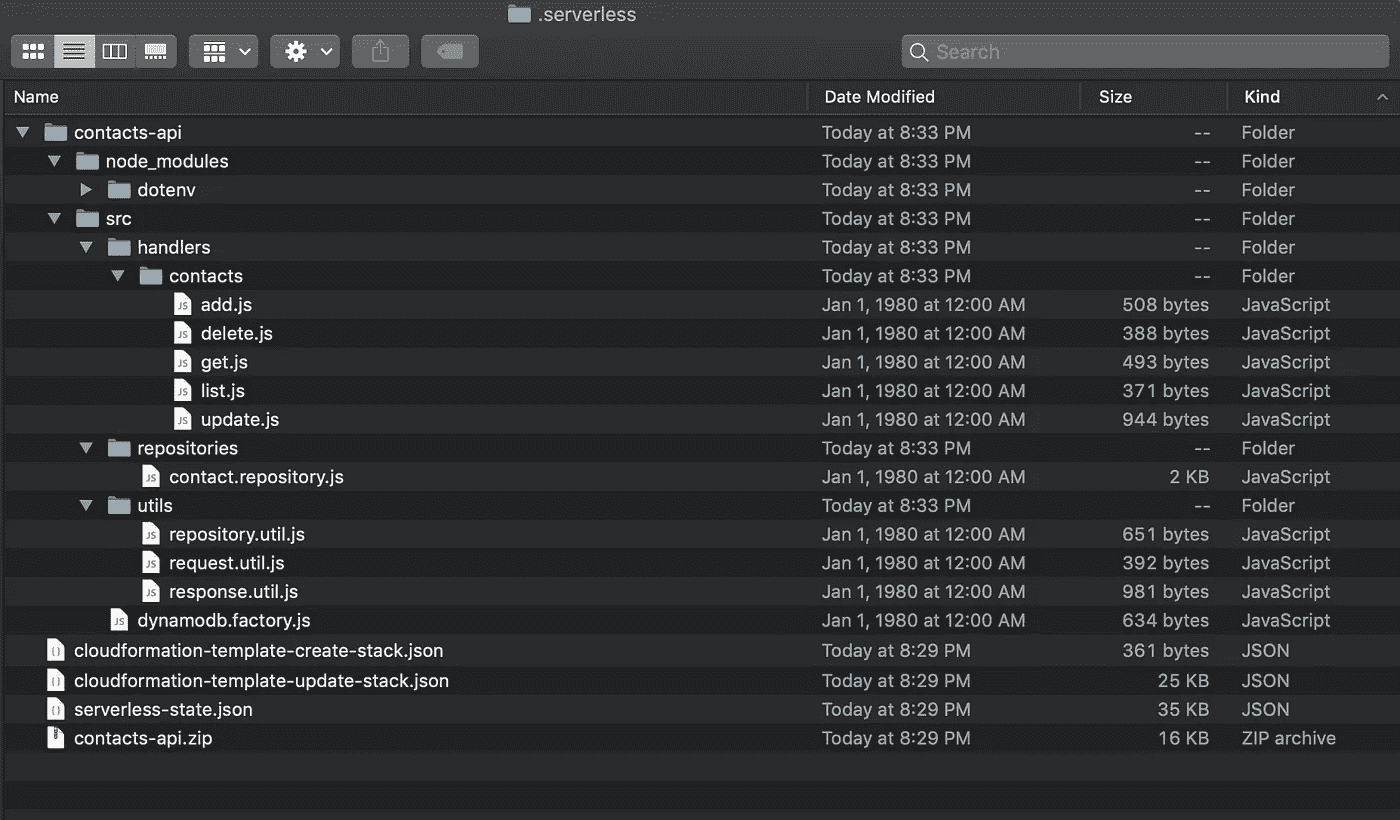 .serverless
Search
Name Date Modified Size Kind
contacts-api Today at 8:33 PM -- Folder
node_modules Today at 8:33 PM -- Folder
dotenv Today at 8:33 PM -- Folder
src Today at 8:33 PM -- Folder
handlers Today at 8:33 PM -- Folder
contacts Today at 8:33 PM -- Folder
JS add.js Jan 1, 1980 at 12:00 AM 508 bytes JavaScript
JS delete.js Jan 1, 1980 at 12:00 AM 388 bytes JavaScript
JS get.js Jan 1, 1980 at 12:00 AM 493 bytes JavaScript
JS list.js Jan 1, 1980 at 12:00 AM 371 bytes JavaScript
JS update.js Jan 1, 1980 at 12:00 AM 944 bytes JavaScript
repositories Today at 8:33 PM -- Folder
JS contact.repository.js Jan 1, 1980 at 12:00 AM 2 KB JavaScript
utils Today at 8:33 PM -- Folder
JS repository.util.js Jan 1, 1980 at 12:00 AM 651 bytes JavaScript
JS request.util.js Jan 1, 1980 at 12:00 AM 392 bytes JavaScript
JS response.util.js Jan 1, 1980 at 12:00 AM 981 bytes JavaScript
JS dynamodb.factory.js Jan 1, 1980 at 12:00 AM 634 bytes JavaScript
{} cloudformation-template-create-stack.json Today at 8:29 PM 361 bytes JSON
{} cloudformation-template-update-stack.json Today at 8:29 PM 25 KB JSON
{} serverless-state.json Today at 8:29 PM 35 KB JSON
contacts-api.zip Today at 8:29 PM 16 KB ZIP archive